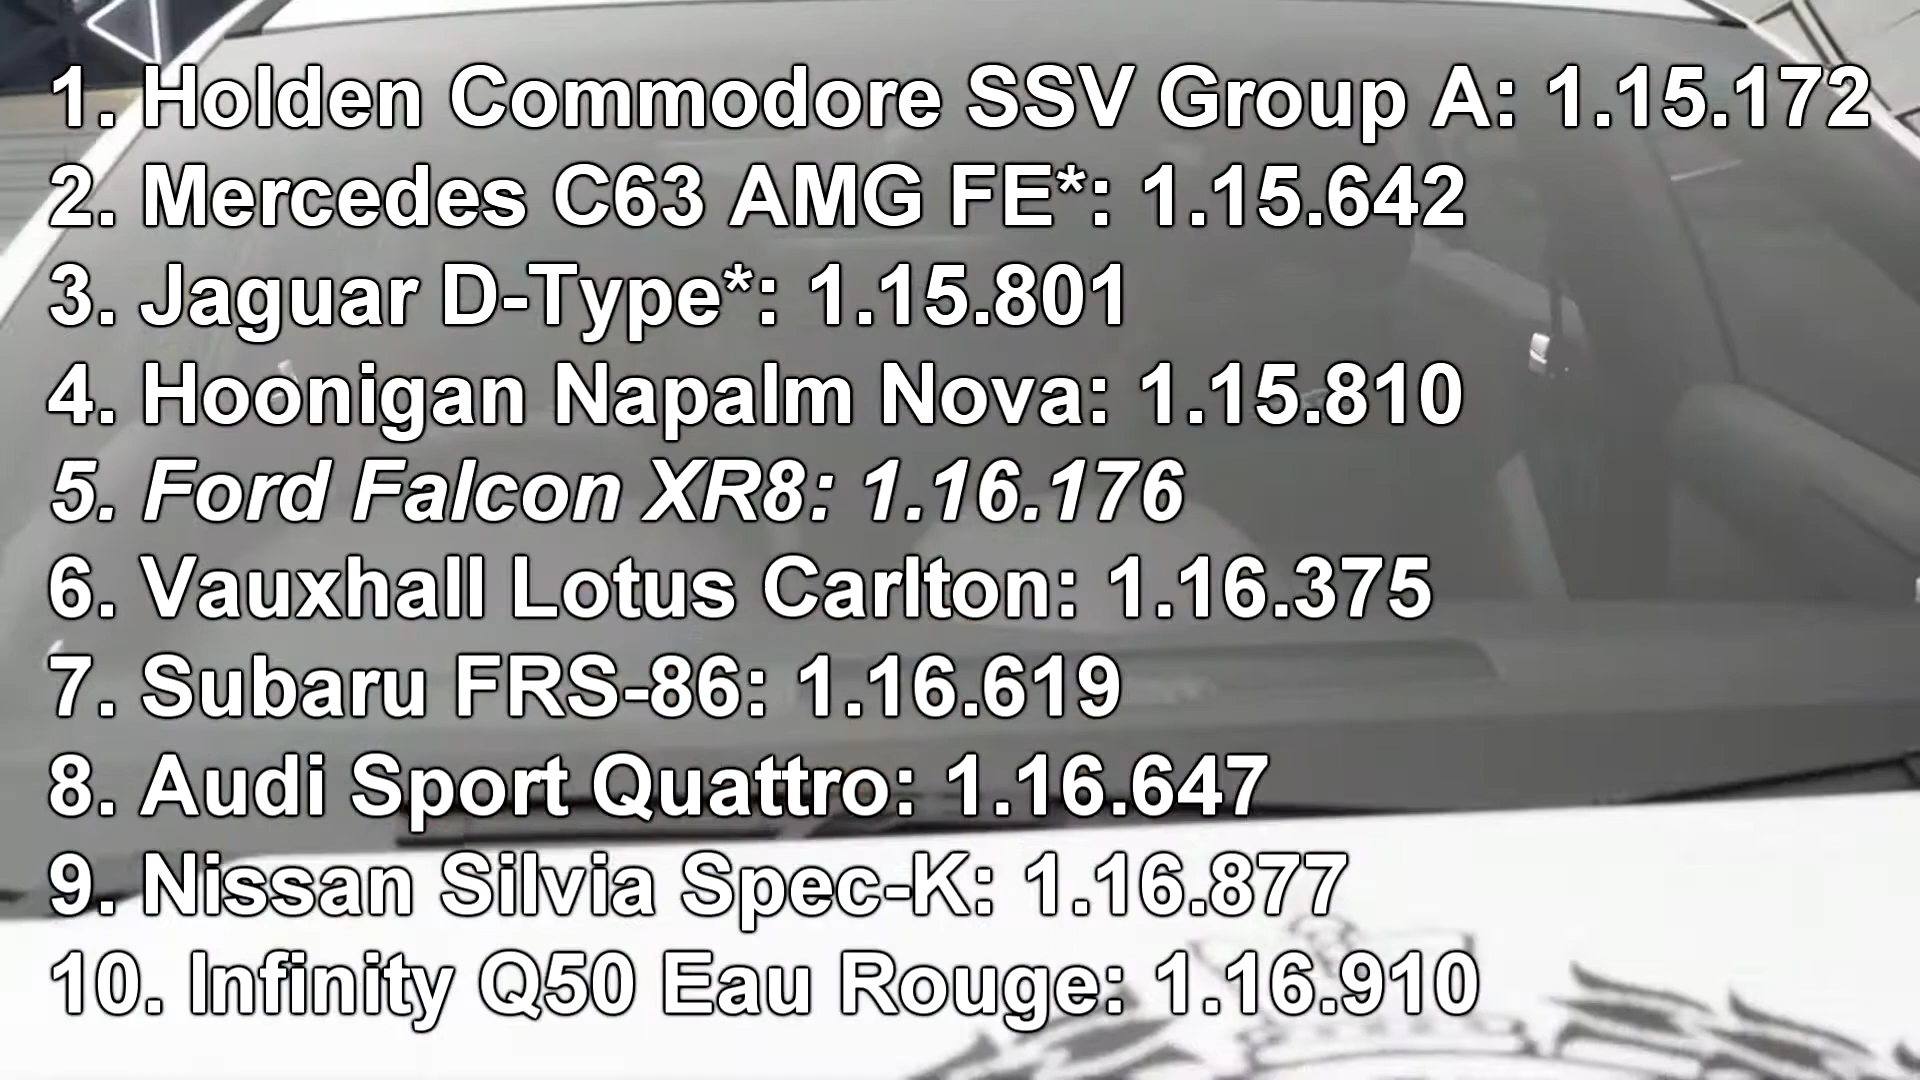 1. Holden Commodore SSV Group A: 1.15.172
2. Mercedes C63 AMG FE*: 1.15.642
3. Jaguar D-Type*: 1.15.801
4. Hoonigan Napalm Nova: 1.15.810
5. Ford Falcon XR8: 1.16.176
6. Vauxhall Lotus Carlton: 1.16.375
7. Subaru FRS-86: 1.16.619
8. Audi Sport Quattro: 1.16.647
9. Nissan Silvia Spec-K: 1.16.877
10. Infinity Q50 Eau Rouge: 1.16.910